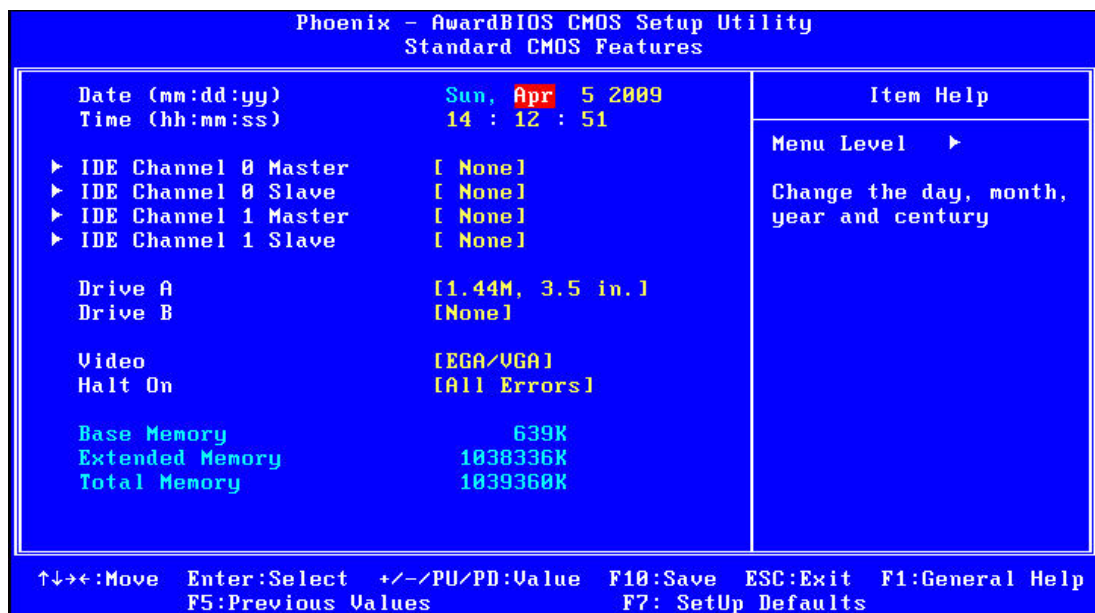 Phoenix - AwardBIOS CMOS Setup Utility
Standard CMOS Features
Date (mm:dd:yy) Sun, Apr 5 2009
Time (hh:mm:ss) 14 : 12 : 51
▶ IDE Channel 0 Master [ None]
▶ IDE Channel 0 Slave [ None]
▶ IDE Channel 1 Master [ None]
▶ IDE Channel 1 Slave [ None]
Drive A [1.44M, 3.5 in.]
Drive B [None]
Video [EGA/VGA]
Halt On [All Errors]
Base Memory 639K
Extended Memory 1038336K
Total Memory 1039360K
Item Help
Menu Level ▶
Change the day, month,
year and century
↑↓→←:Move Enter:Select +/-/PU/PD:Value F10:Save ESC:Exit F1:General Help
F5:Previous Values F7: SetUp Defaults